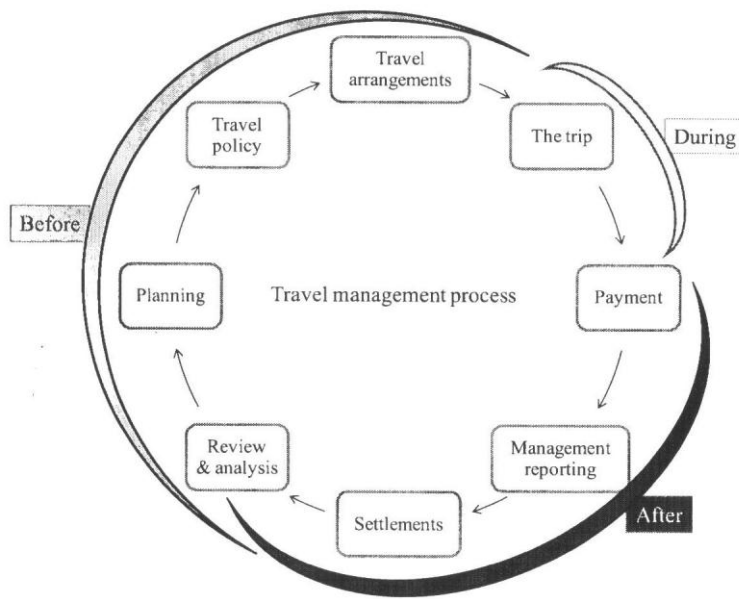 Travel
arrangements
Travel
policy
The trip
During
Before
Planning
Travel management process
Payment
Review
& analysis
Management
reporting
Settlements
After